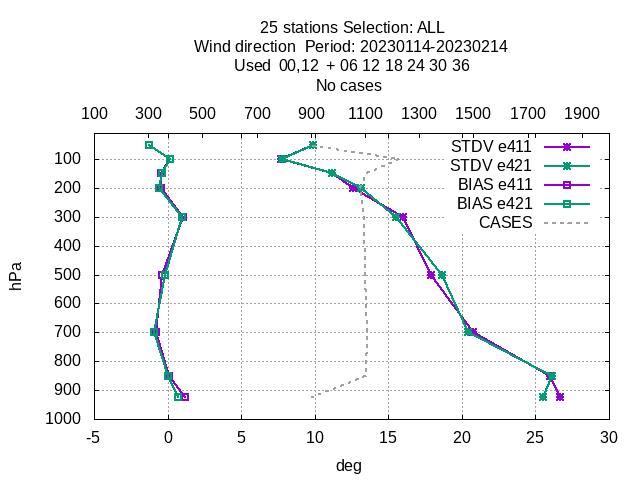 25 stations Selection: ALL
Wind direction  Period: 20230114-20230214
Used  00,12  + 06 12 18 24 30 36
No cases
100 300 500 700 900 1100 1300 1500 1700 1900
STDV e411
STDV e421
BIAS e411
BIAS e421
CASES
hPa
100
200
300
400
500
600
700
800
900
1000
-5 0 5 10 15 20 25 30
deg